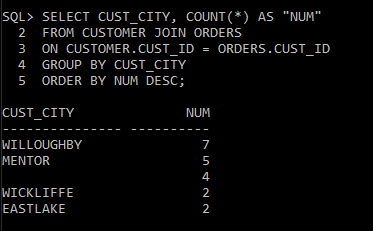 SQL> SELECT CUST_CITY, COUNT(*) AS "NUM"
  2  FROM CUSTOMER JOIN ORDERS
  3  ON CUSTOMER.CUST_ID = ORDERS.CUST_ID
  4  GROUP BY CUST_CITY
  5  ORDER BY NUM DESC;

CUST_CITY              NUM
--------------- ----------
WILLOUGHBY               7
MENTOR                   5
                         4
WICKLIFFE                2
EASTLAKE                 2